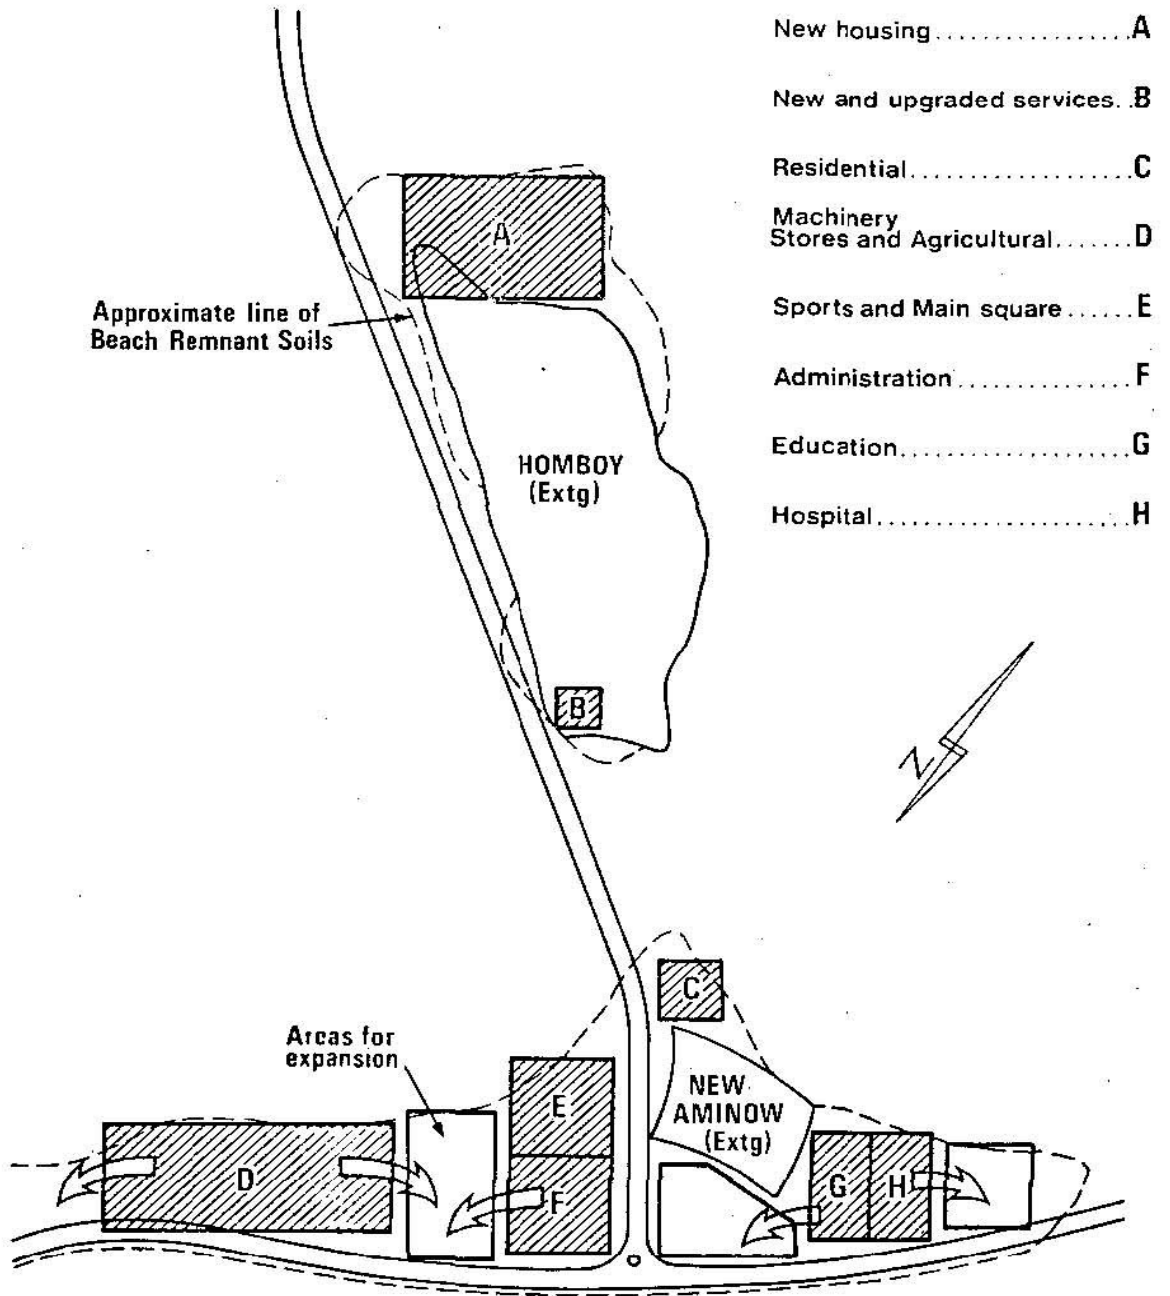 New housing................A
New and upgraded services..B
Residential....................C
Machinery
Stores and Agricultural.......D
Sports and Main square......E
Administration...............F
Education....................G
Hospital......................H
A
Approximate line of
Beach Remnant Soils
HOMBOY
(Extg)
B
N
C
Areas for
expansion
NEW
AMINOW
(Extg)
E
D
F
G
H